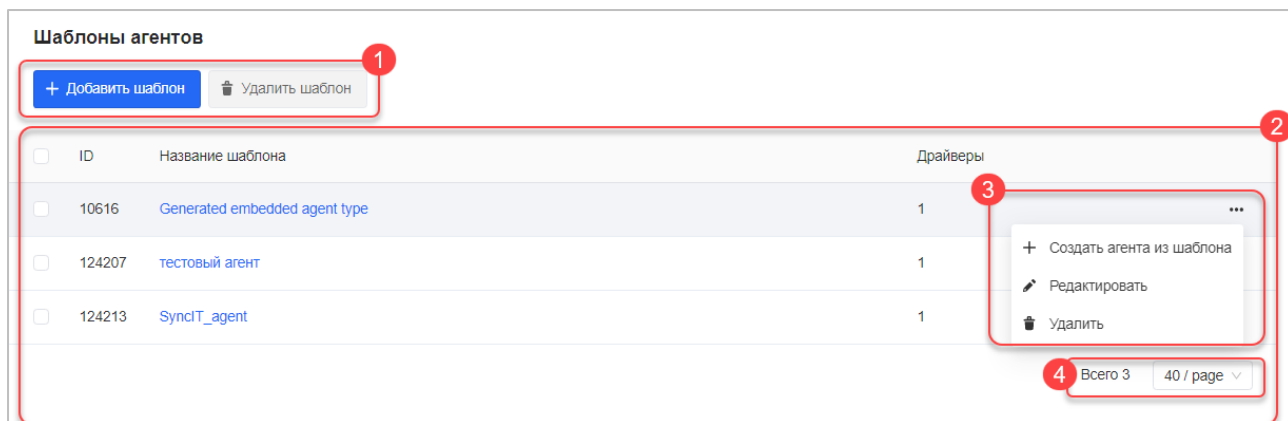 Шаблоны агентов
1
+ Добавить шаблон Удалить шаблон
2
ID Название шаблона Драйверы
3
10616 Generated embedded agent type 1 •••
+ Создать агента из шаблона
124207 тестовый агент 1
Редактировать
124213 SyncIT_agent 1
Удалить
4 Всего 3 40 / page